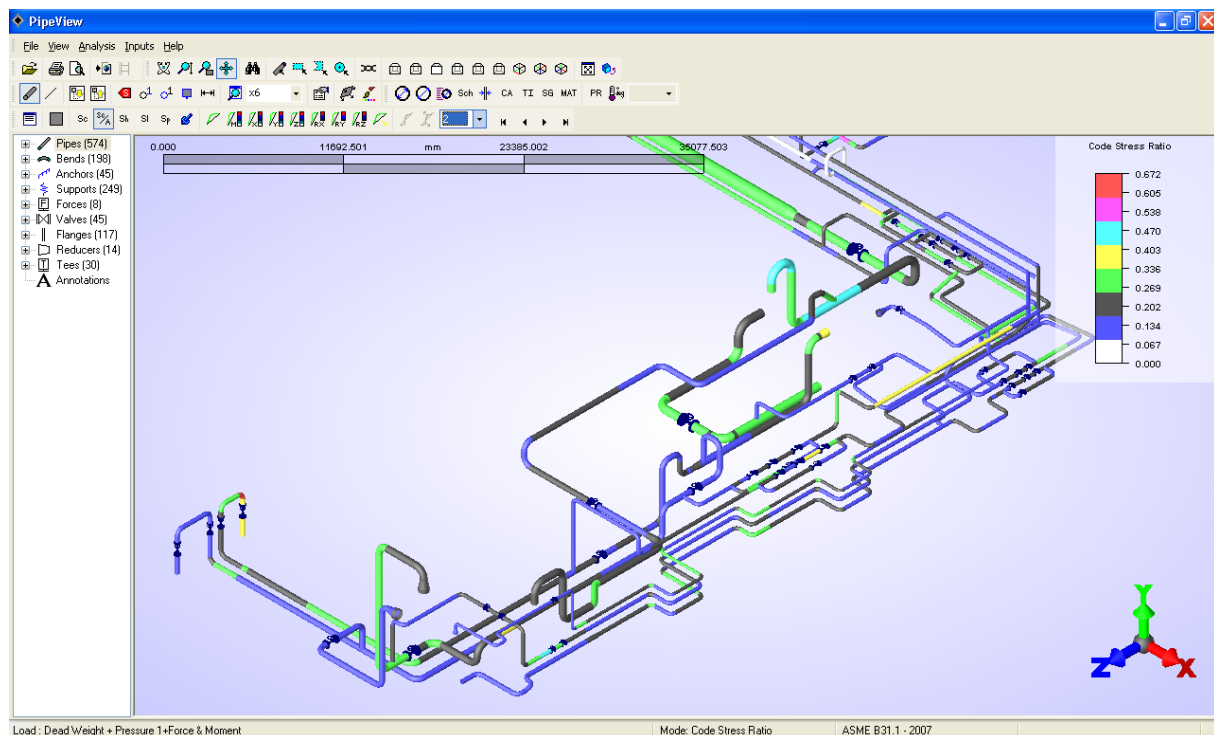 PipeView
File View Analysis Inputs Help
x6 Sch CA TI SG MAT PR
Sc S᷈/A Sh Sl Sp 2
Pipes (574)
Bends (198)
Anchors (45)
Supports (249)
Forces (8)
Valves (45)
Flanges (117)
Reducers (14)
Tees (30)
A Annotations
0.000 11692.501 mm 23385.002 35077.503
Code Stress Ratio
0.672
0.605
0.538
0.470
0.403
0.336
0.269
0.202
0.134
0.067
0.000
Y
Z X
Load : Dead Weight + Pressure 1+Force & Moment Mode: Code Stress Ratio ASME B31.1 - 2007